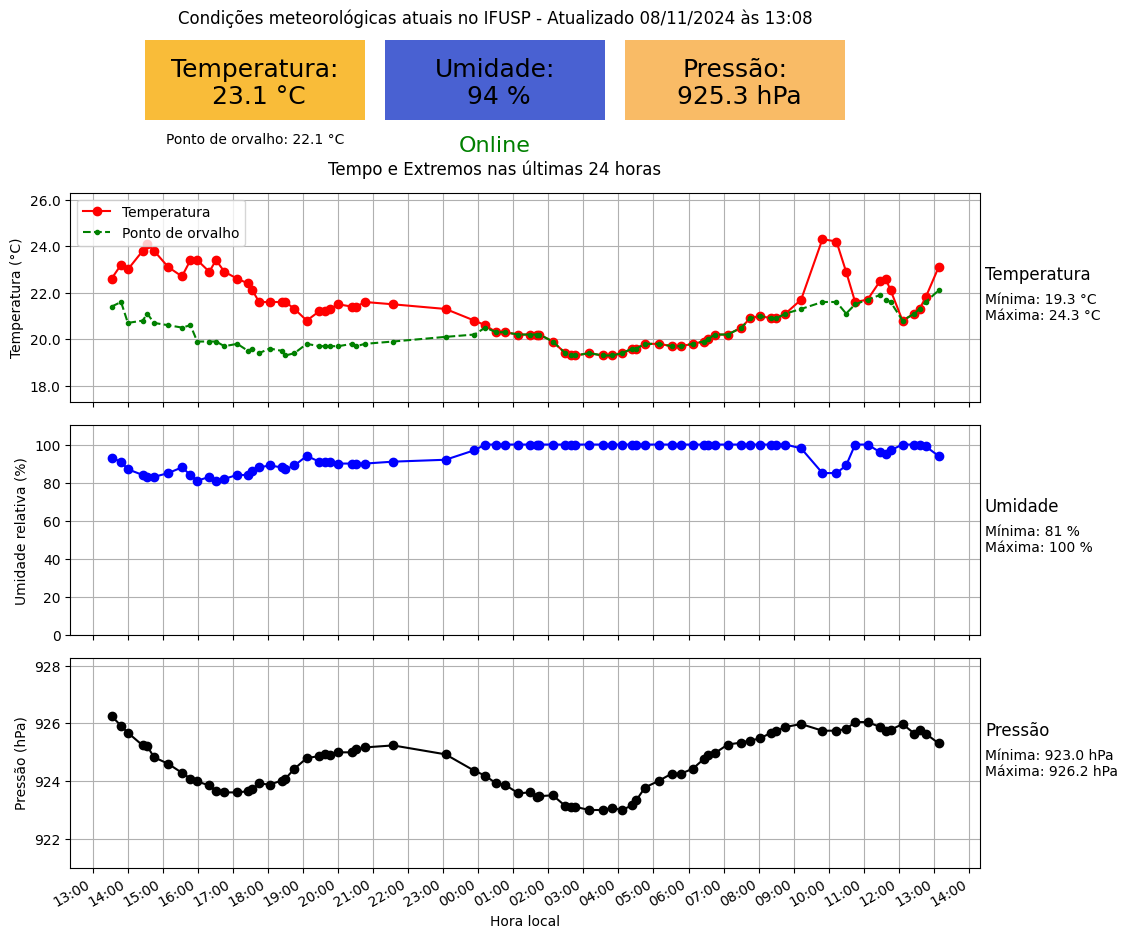 Condições meteorológicas atuais no IFUSP - Atualizado 08/11/2024 às 13:08
Temperatura:
23.1 °C
Umidade:
94 %
Pressão:
925.3 hPa
Ponto de orvalho: 22.1 °C
Online
Tempo e Extremos nas últimas 24 horas
Temperatura (°C)
26.0
24.0
22.0
20.0
18.0
Temperatura
Ponto de orvalho
Temperatura
Mínima: 19.3 °C
Máxima: 24.3 °C
Umidade relativa (%)
100
80
60
40
20
0
Umidade
Mínima: 81 %
Máxima: 100 %
Pressão (hPa)
928
926
924
922
Pressão
Mínima: 923.0 hPa
Máxima: 926.2 hPa
13:00 14:00 15:00 16:00 17:00 18:00 19:00 20:00 21:00 22:00 23:00 00:00 01:00 02:00 03:00 04:00 05:00 06:00 07:00 08:00 09:00 10:00 11:00 12:00 13:00 14:00
Hora local